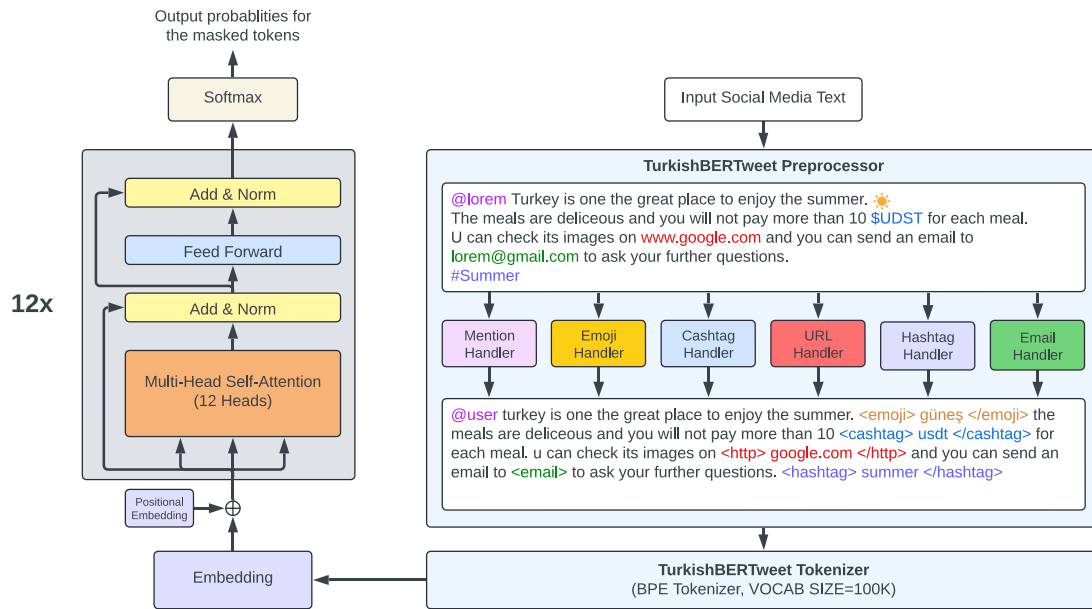 Output probablities for
the masked tokens
Softmax
Add & Norm
Feed Forward
12x
Add & Norm
Multi-Head Self-Attention
(12 Heads)
Positional
Embedding
Embedding
Input Social Media Text
TurkishBERTweet Preprocessor
@lorem Turkey is one the great place to enjoy the summer. ☀️
The meals are deliceous and you will not pay more than 10 $UDST for each meal.
U can check its images on www.google.com and you can send an email to
lorem@gmail.com to ask your further questions.
#Summer
Mention
Handler
Emoji
Handler
Cashtag
Handler
URL
Handler
Hashtag
Handler
Email
Handler
@user turkey is one the great place to enjoy the summer. <emoji> güneş </emoji> the
meals are deliceous and you will not pay more than 10 <cashtag> usdt </cashtag> for
each meal. u can check its images on <http> google.com </http> and you can send an
email to <email> to ask your further questions. <hashtag> summer </hashtag>
TurkishBERTweet Tokenizer
(BPE Tokenizer, VOCAB SIZE=100K)